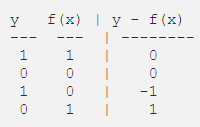 y f(x) | y - f(x)
--- --- | --------
1 1 | 0
0 0 | 0
1 0 | -1
0 1 | 1